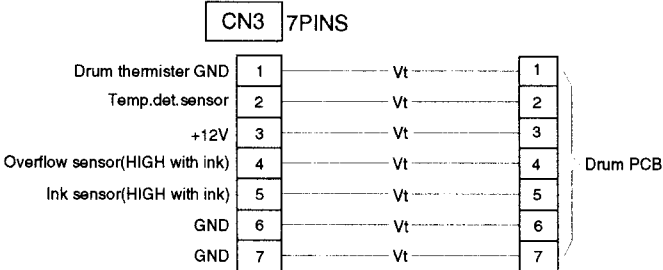 CN3 7PINS
Drum thermister GND 1 Vt 1
Temp.det.sensor 2 Vt 2
+12V 3 Vt 3
Overflow sensor(HIGH with ink) 4 Vt 4 Drum PCB
Ink sensor(HIGH with ink) 5 Vt 5
GND 6 Vt 6
GND 7 Vt 7